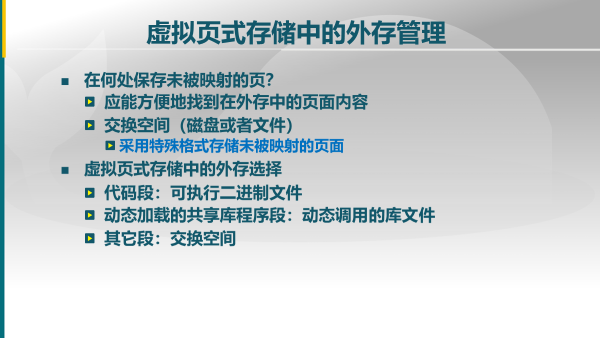 虚拟页式存储中的外存管理
在何处保存未被映射的页?
应能方便地找到在外存中的页面内容
交换空间（磁盘或者文件）
采用特殊格式存储未被映射的页面
虚拟页式存储中的外存选择
代码段：可执行二进制文件
动态加载的共享库程序段：动态调用的库文件
其它段：交换空间